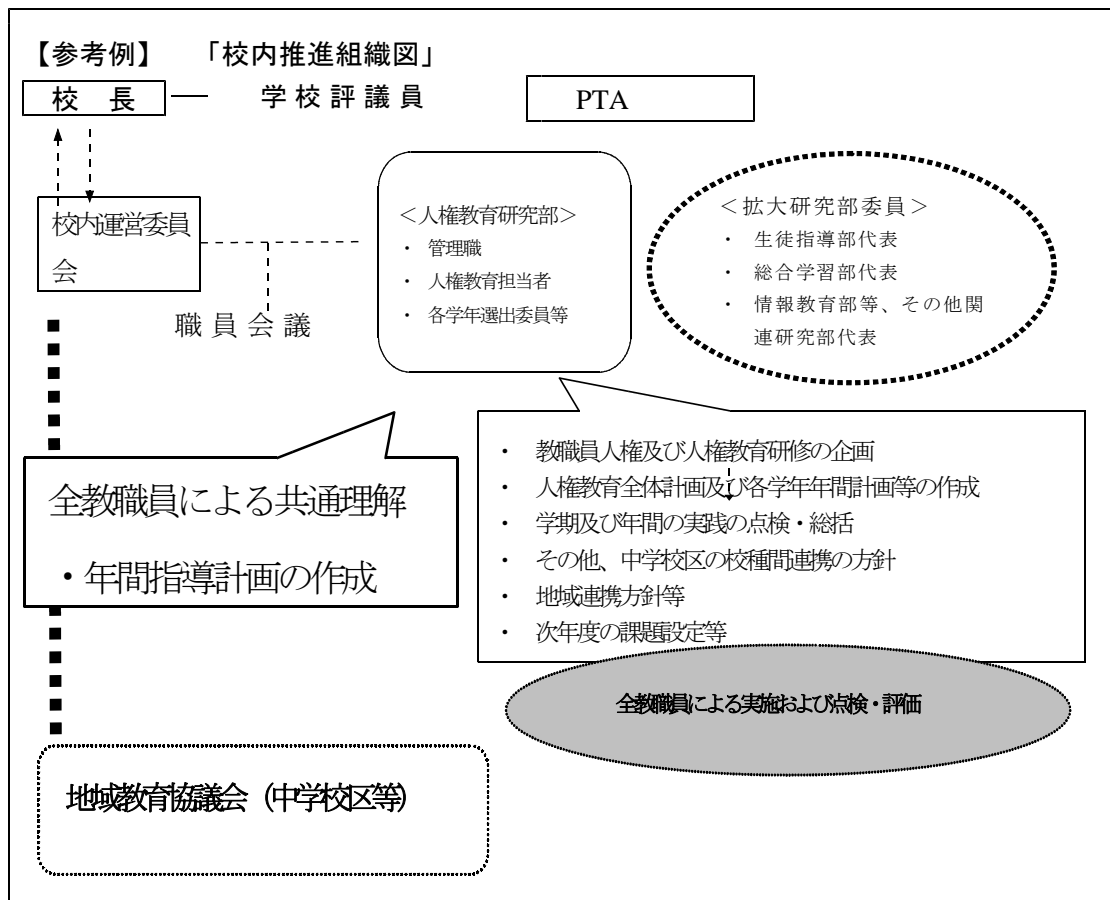 【参考例】 「校内推進組織図」
校 長
学校評議員
PTA
校内運営委員
会
職員会議
<人権教育研究部>
・ 管理職
・ 人権教育担当者
・ 各学年選出委員等
<拡大研究部委員>
・ 生徒指導部代表
・ 総合学習部代表
・ 情報教育部等、その他関
連研究部代表
全教職員による共通理解
・年間指導計画の作成
・ 教職員人権及び人権教育研修の企画
・ 人権教育全体計画及び各学年年間計画等の作成
・ 学期及び年間の実践の点検・総括
・ その他、中学校区の校種間連携の方針
・ 地域連携方針等
・ 次年度の課題設定等
全教職員による実施および点検・評価
地域教育協議会(中学校区等)